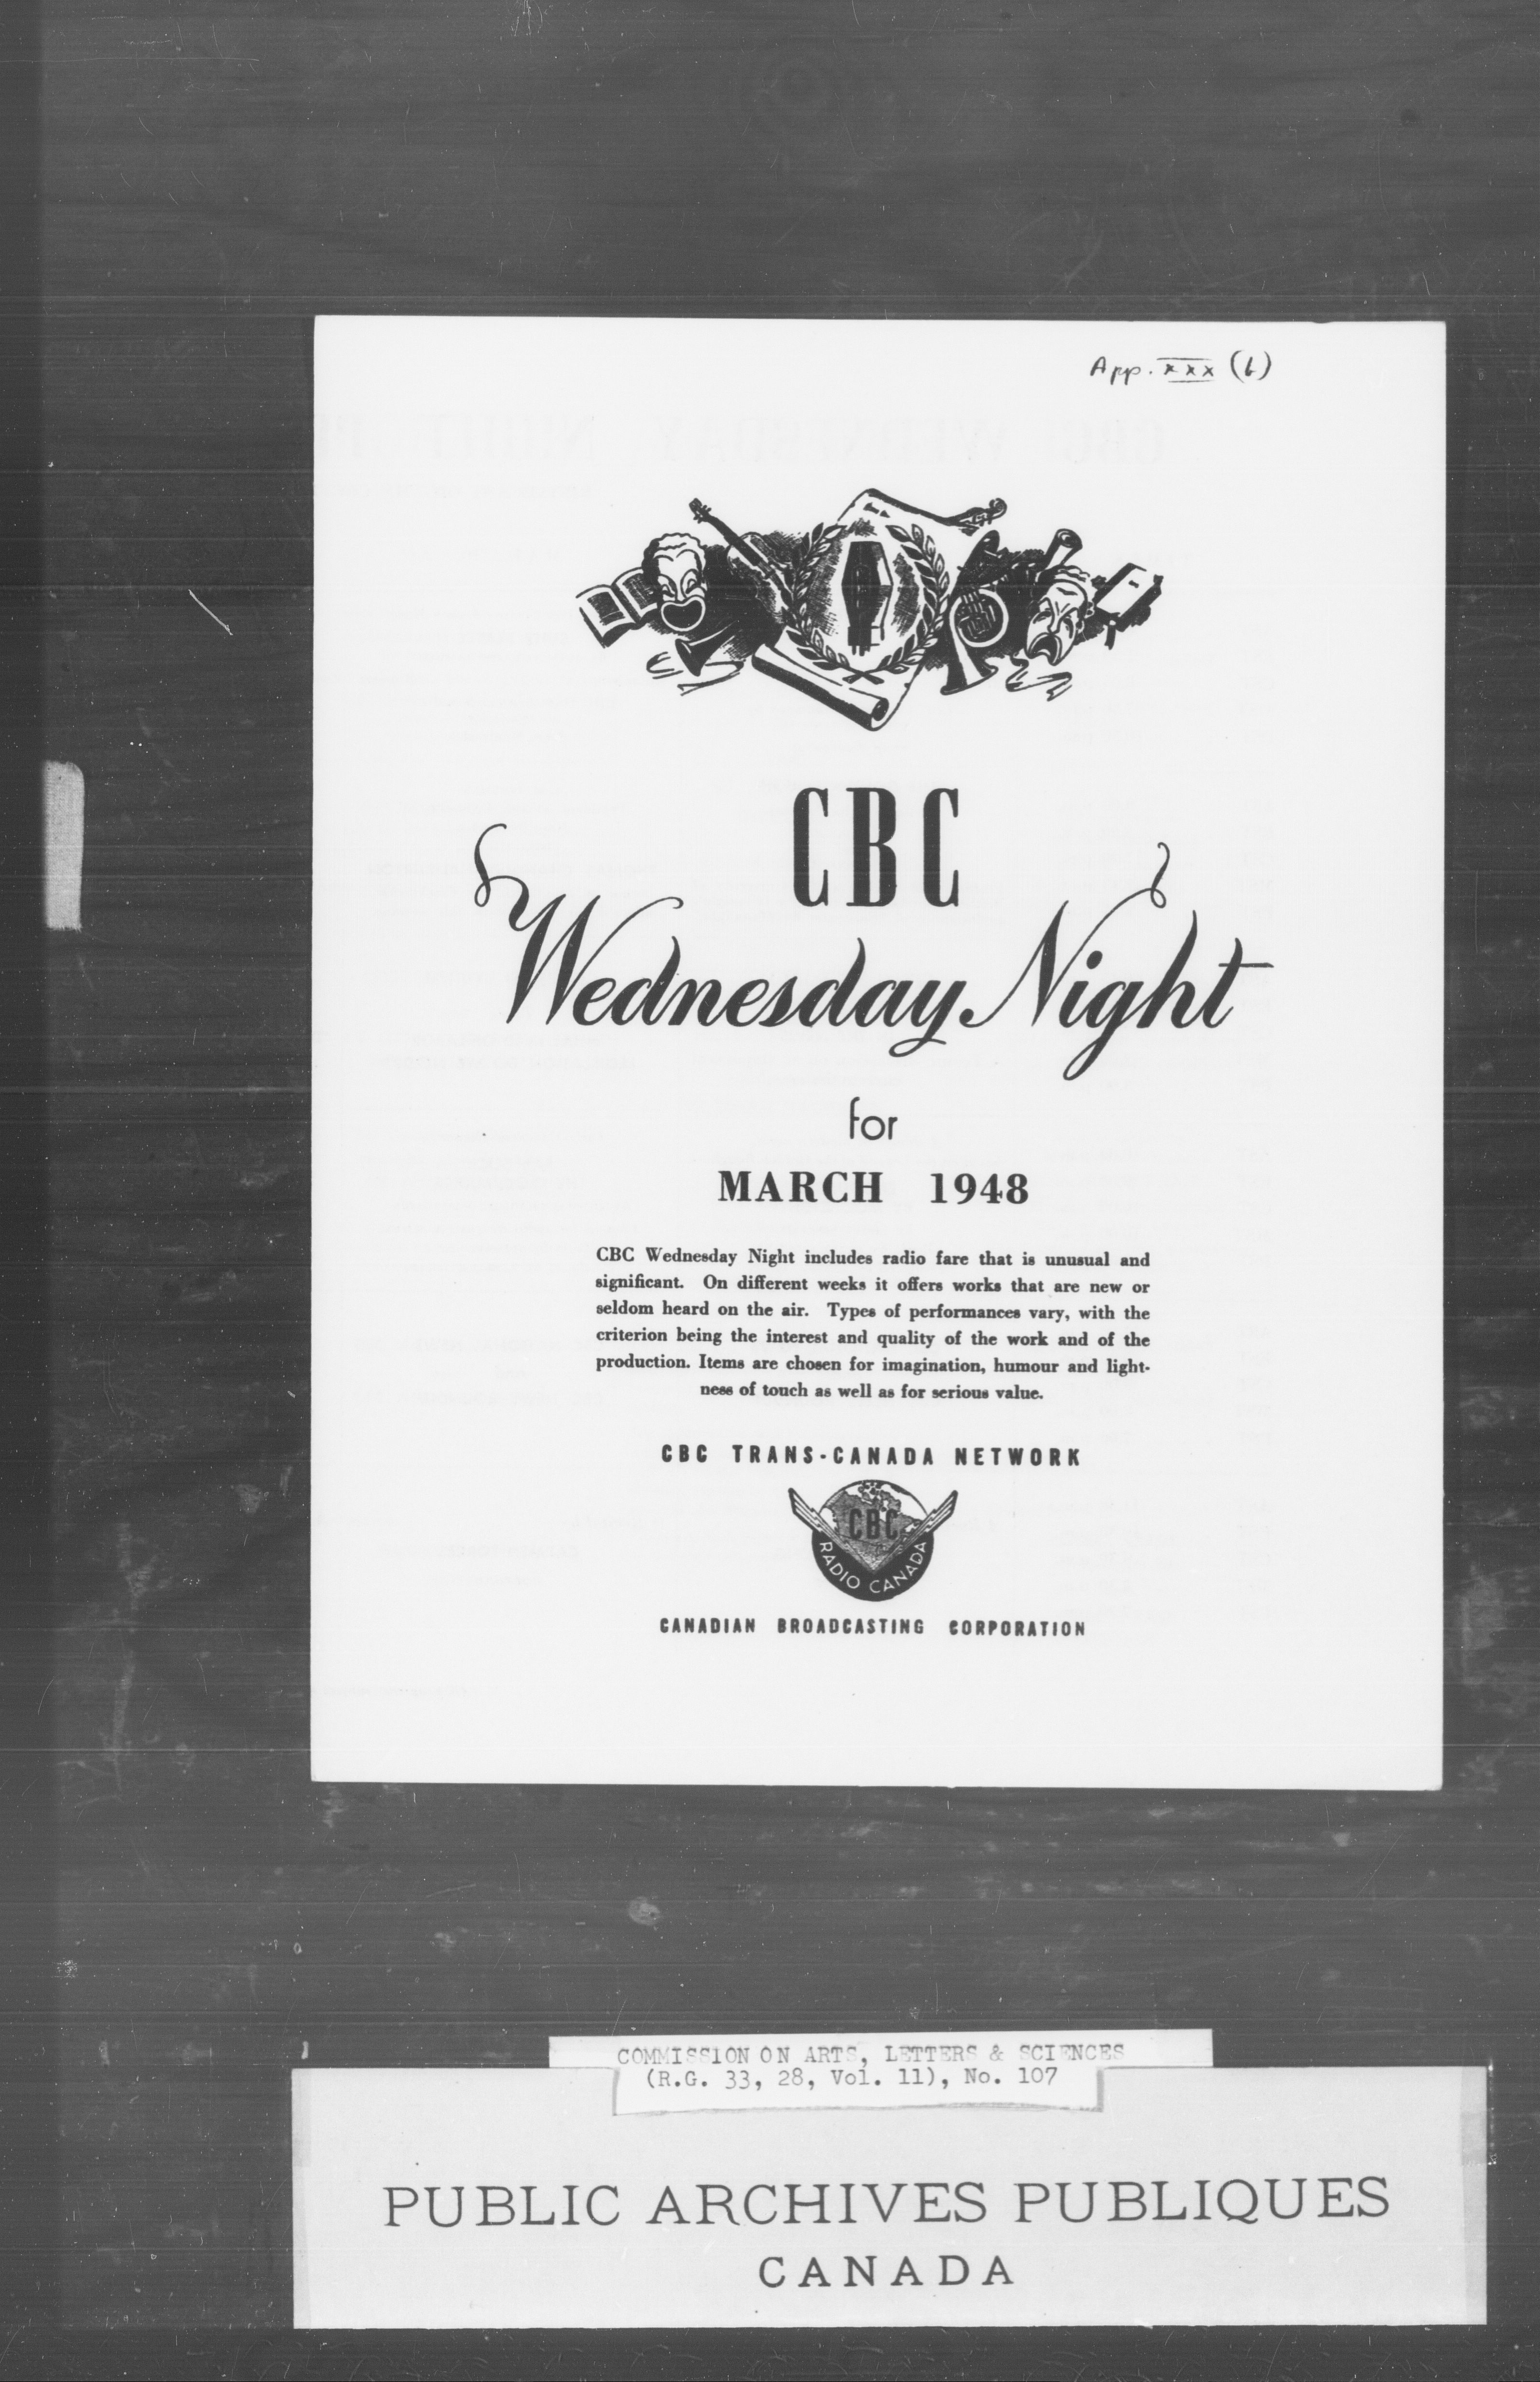 App. XXX (b)
CBC
Wednesday Night
for
MARCH 1948
CBC Wednesday Night includes radio fare that is unusual and
significant. On different weeks it offers works that are new or
seldom heard on the air. Types of performances vary, with the
criterion being the interest and quality of the work and of the
production. Items are chosen for imagination, humour and light-
ness of touch as well as for serious value.
CBC TRANS-CANADA NETWORK
CBC
RADIO CANADA
CANADIAN BROADCASTING CORPORATION
COMMISSION ON ARTS, LETTERS & SCIENCES
(R.G. 33, 28, Vol. 11), No. 107
PUBLIC ARCHIVES PUBLIQUES
CANADA